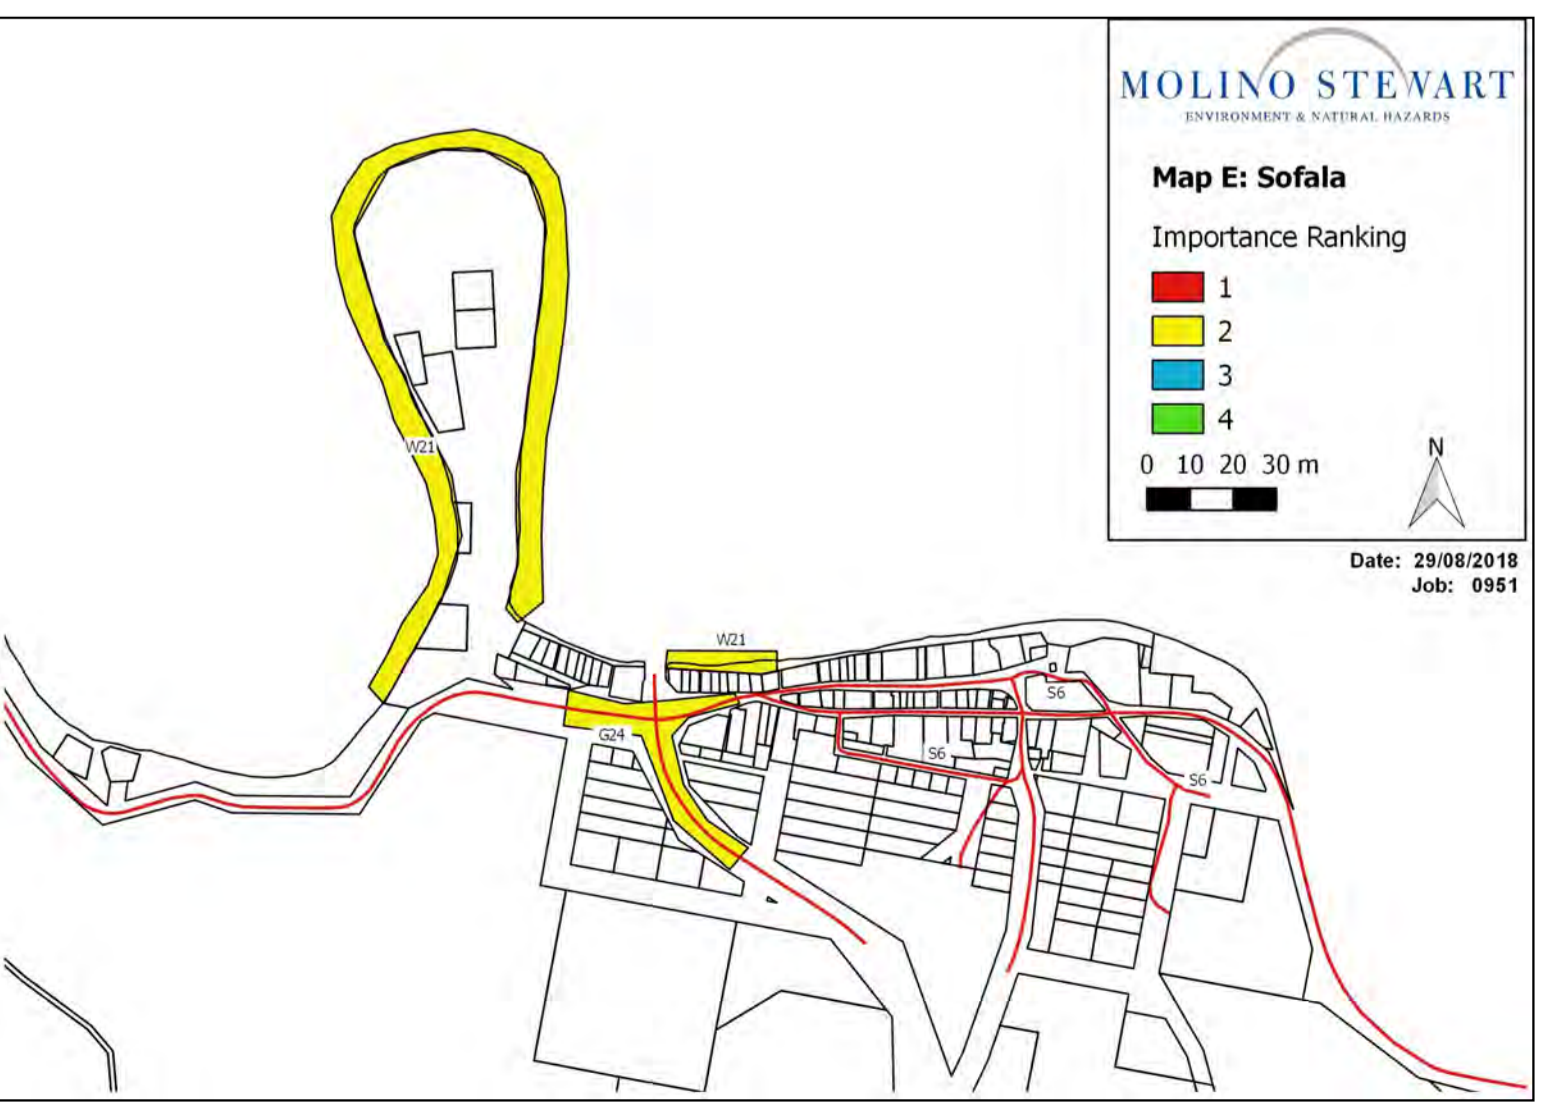 MOLINO STEWART
ENVIRONMENT & NATURAL HAZARDS
Map E: Sofala
Importance Ranking
1
2
3
4
0 10 20 30 m
N
Date: 29/08/2018
Job: 0951
W21
W21
G24
S6
S6
S6